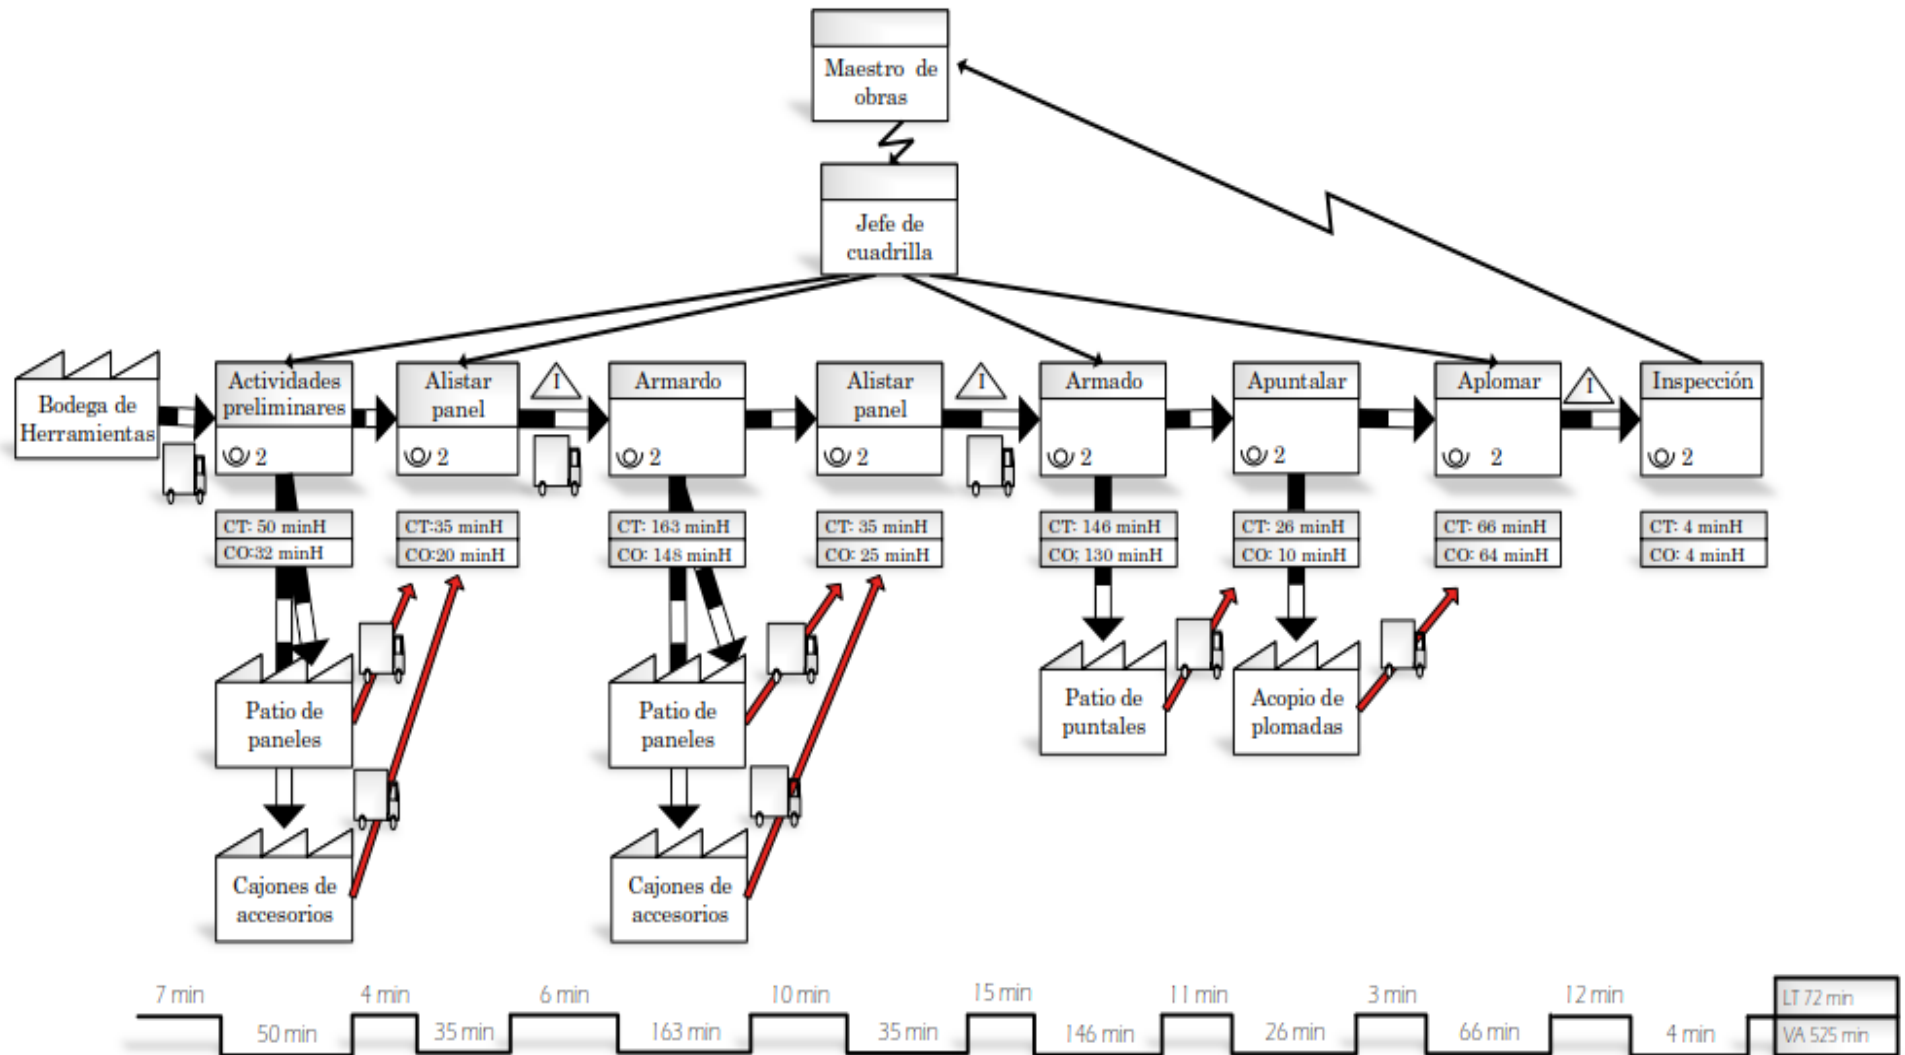 Maestro de
obras
Jefe de
cuadrilla
Bodega de
Herramientas
Actividades
preliminares
2
Alistar
panel
2
I
Armardo
2
Alistar
panel
2
I
Armado
2
Apuntalar
2
Aplomar
2
I
Inspección
2
CT: 50 minH
CO:32 minH
CT:35 minH
CO:20 minH
CT: 163 minH
CO: 148 minH
CT: 35 minH
CO: 25 minH
CT: 146 minH
CO; 130 minH
CT: 26 minH
CO: 10 minH
CT: 66 minH
CO: 64 minH
CT: 4 minH
CO: 4 minH
Patio de
paneles
Patio de
paneles
Patio de
puntales
Acopio de
plomadas
Cajones de
accesorios
Cajones de
accesorios
7 min
4 min
6 min
10 min
15 min
11 min
3 min
12 min
LT 72 min
50 min
35 min
163 min
35 min
146 min
26 min
66 min
4 min
VA 525 min